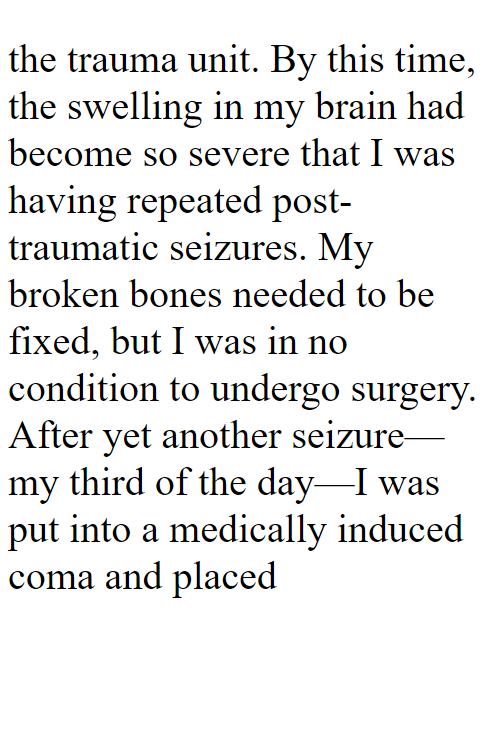 the trauma unit. By this time,
the swelling in my brain had
become so severe that I was
having repeated post-
traumatic seizures. My
broken bones needed to be
fixed, but I was in no
condition to undergo surgery.
After yet another seizure—
my third of the day—I was
put into a medically induced
coma and placed